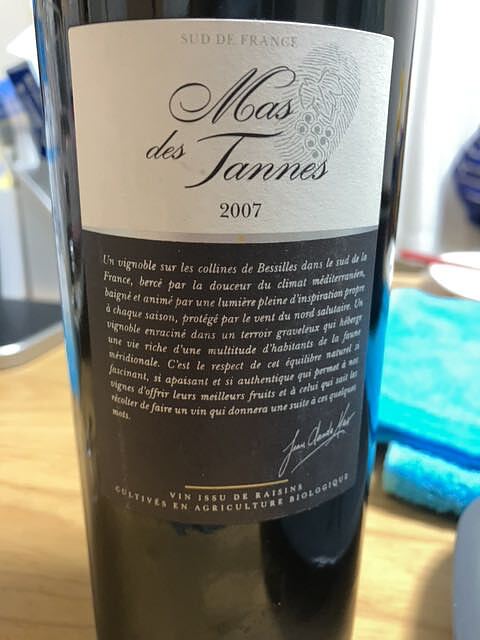 SUD DE FRANCE
Mas
des Tannes
2007
Un vignoble sur les collines de Bessilles dans le sud de la
France, bercé par la douceur du climat méditerranéen,
baigné et animé par une lumière pleine d'inspiration propre
à chaque saison, protégé par le vent du nord salutaire. Un
vignoble enraciné dans un terroir graveleux qui héberge
une vie riche d'une multitude d'habitants de la faune
méridionale. C'est le respect de cet équilibre naturel si
fascinant, si apaisant et si authentique qui permet à nos
vignes d'offrir leurs meilleurs fruits et à celui qui sait les
récolter de faire un vin qui donnera une suite à ces quelques
mots.
Jean Claude
VIN ISSU DE RAISINS
CULTIVÉS EN AGRICULTURE BIOLOGIQUE